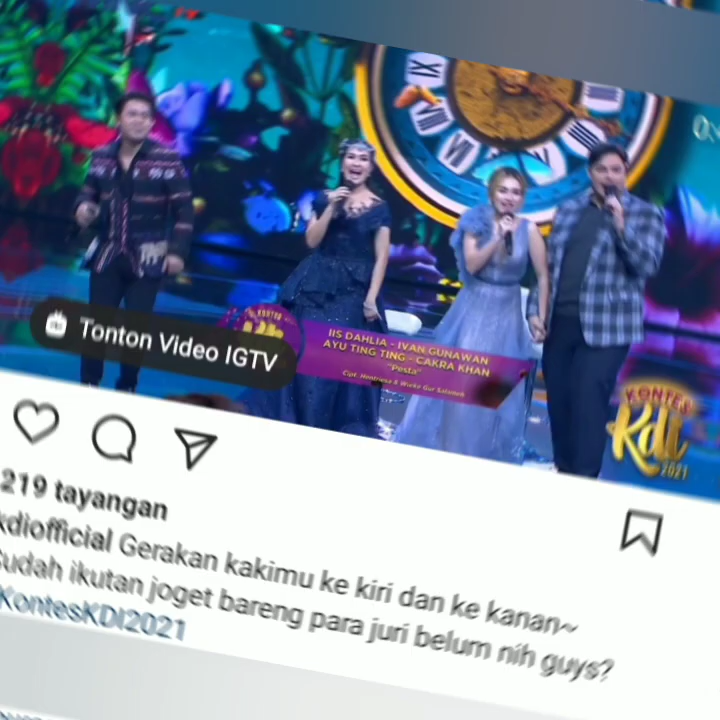 IIS DAHLIA - IVAN GUNAWAN
AYU TING TING - CAKRA KHAN
"Pesta"
Tonton Video IGTV
KONTES
KDI
2021
219 tayangan
kdiofficial Gerakan kakimu ke kiri dan ke kanan~
Sudah ikutan joget bareng para juri belum nih guys?
KontesKDI2021